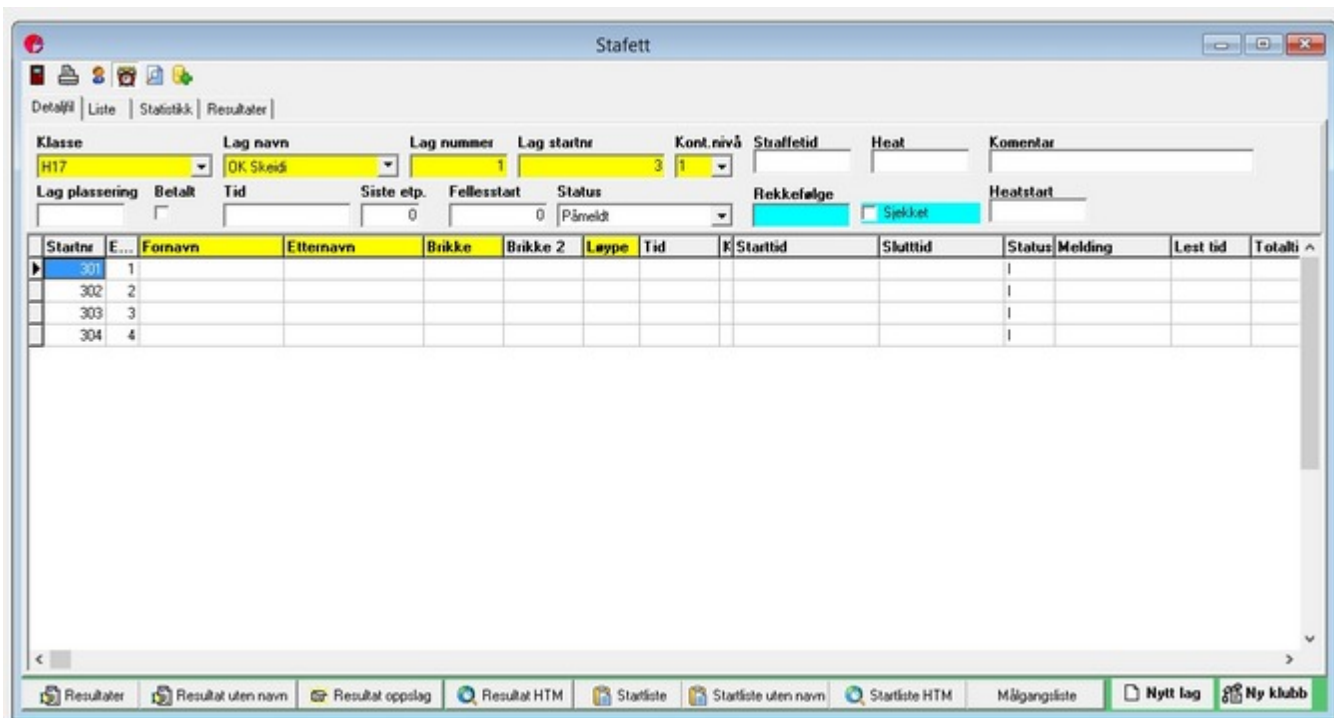 Stafett
Detaljfil Liste Statistikk Resultater
Klasse Lag navn Lag nummer Lag startnr Kont.nivå Straffetid Heat Komentar
H17 OK Skeidi 1 3 1
Lag plassering Betalt Tid Siste etp. Fellesstart Status Rekkefølge Heatstart
0 0 Påmeldt Sjekket
Startnr E... Fornavn Etternavn Brikke Brikke 2 Løype Tid K Starttid Slutttid Status Melding Lest tid Totalti
301 1 I
302 2 I
303 3 I
304 4 I
Resultater Resultat uten navn Resultat oppslag Resultat HTM Startliste Startliste uten navn Startliste HTM Målgangsliste Nytt lag Ny klubb